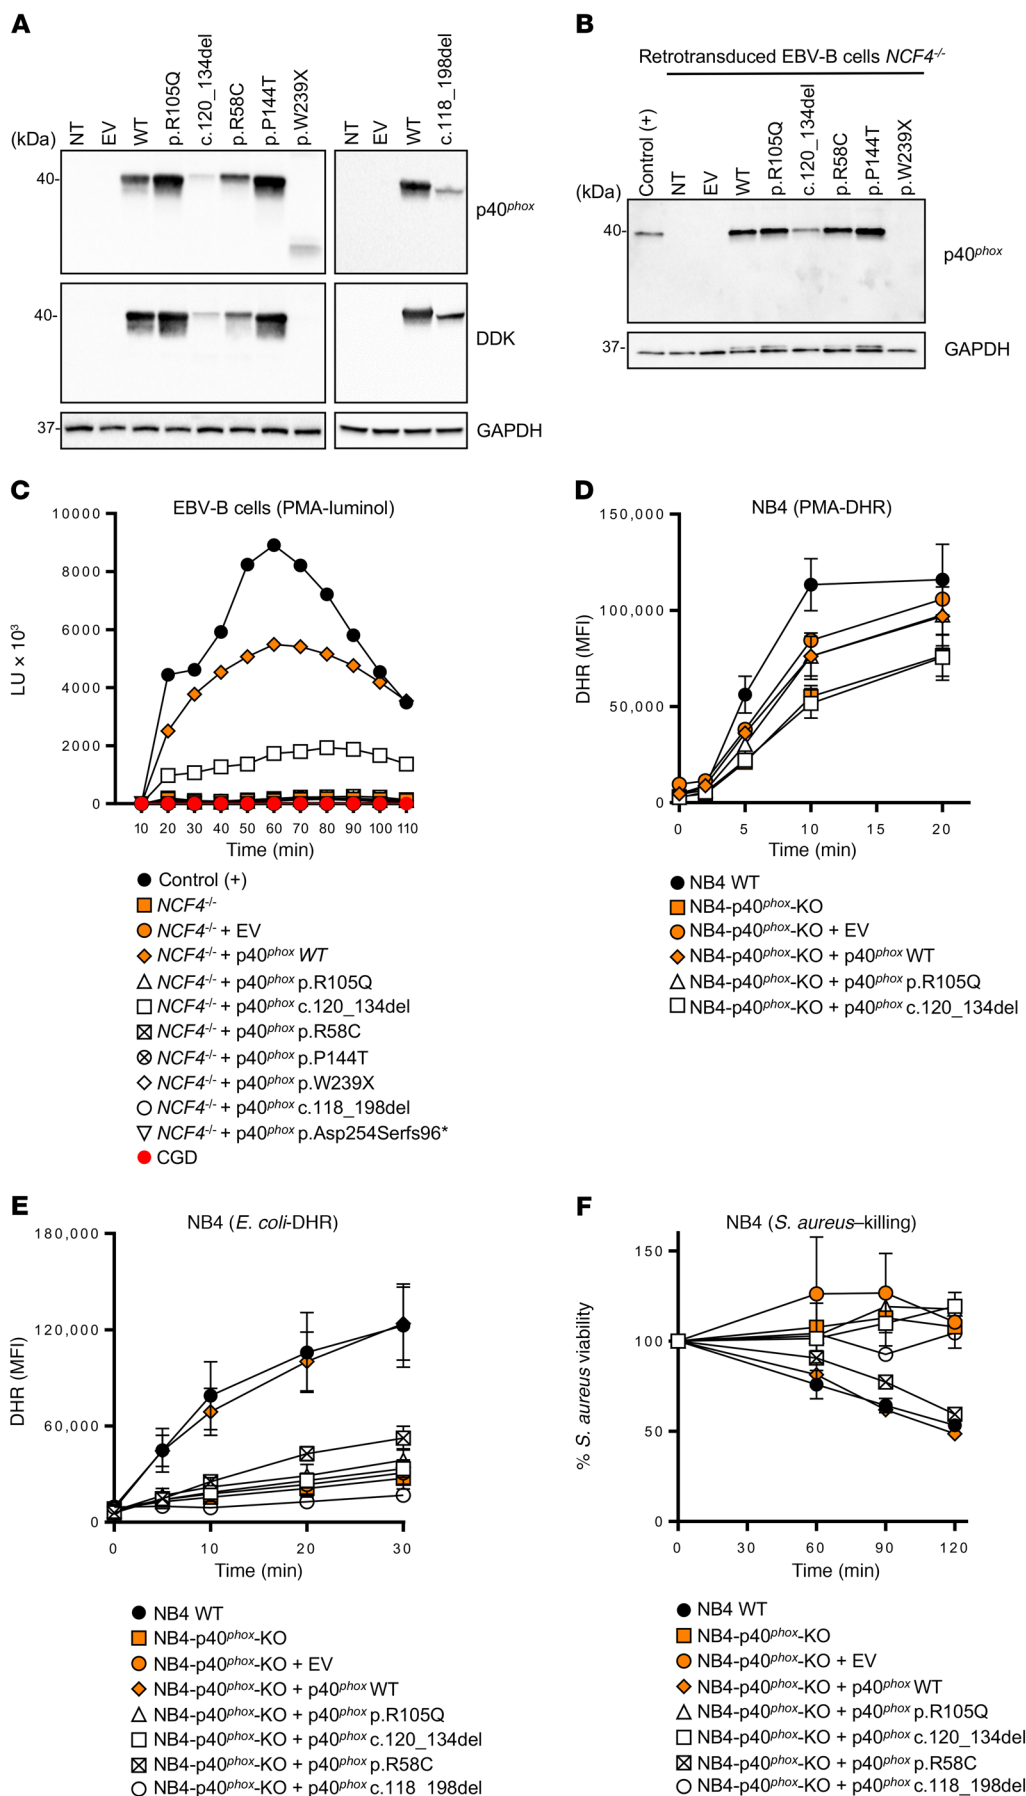 A
NT
EV
WT
p.R105Q
c.120_134del
p.R58C
p.P144T
p.W239X
NT
EV
WT
c.118_198del
(kDa)
40-
p40phox
40-
DDK
37-
GAPDH
B
Retrotransduced EBV-B cells NCF4-/-
Control (+)
NT
EV
WT
p.R105Q
c.120_134del
p.R58C
p.P144T
p.W239X
(kDa)
40-
p40phox
37-
GAPDH
C
EBV-B cells (PMA-luminol)
LU × 10³
10000
8000
6000
4000
2000
0
10 20 30 40 50 60 70 80 90 100 110
Time (min)
Control (+)
NCF4-/-
NCF4-/- + EV
NCF4-/- + p40phox WT
NCF4-/- + p40phox p.R105Q
NCF4-/- + p40phox c.120_134del
NCF4-/- + p40phox p.R58C
NCF4-/- + p40phox p.P144T
NCF4-/- + p40phox p.W239X
NCF4-/- + p40phox c.118_198del
NCF4-/- + p40phox p.Asp254Serfs96*
CGD
D
NB4 (PMA-DHR)
DHR (MFI)
150,000
100,000
50,000
0
0 5 10 15 20
Time (min)
NB4 WT
NB4-p40phox-KO
NB4-p40phox-KO + EV
NB4-p40phox-KO + p40phox WT
NB4-p40phox-KO + p40phox p.R105Q
NB4-p40phox-KO + p40phox c.120_134del
E
NB4 (E. coli-DHR)
DHR (MFI)
180,000
120,000
60,000
0
0 10 20 30
Time (min)
NB4 WT
NB4-p40phox-KO
NB4-p40phox-KO + EV
NB4-p40phox-KO + p40phox WT
NB4-p40phox-KO + p40phox p.R105Q
NB4-p40phox-KO + p40phox c.120_134del
NB4-p40phox-KO + p40phox p.R58C
NB4-p40phox-KO + p40phox c.118_198del
F
NB4 (S. aureus–killing)
% S. aureus viability
150
100
50
0
0 30 60 90 120
Time (min)
NB4 WT
NB4-p40phox-KO
NB4-p40phox-KO + EV
NB4-p40phox-KO + p40phox WT
NB4-p40phox-KO + p40phox p.R105Q
NB4-p40phox-KO + p40phox c.120_134del
NB4-p40phox-KO + p40phox p.R58C
NB4-p40phox-KO + p40phox c.118_198del